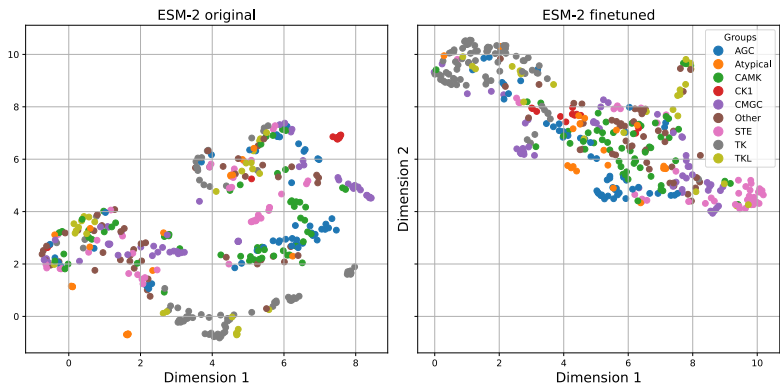 ESM-2 original
10
8
6
4
2
0
0
2
4
6
8
Dimension 1
ESM-2 finetuned
Dimension 2
0
2
4
6
8
10
Dimension 1
Groups
AGC
Atypical
CAMK
CK1
CMGC
Other
STE
TK
TKL